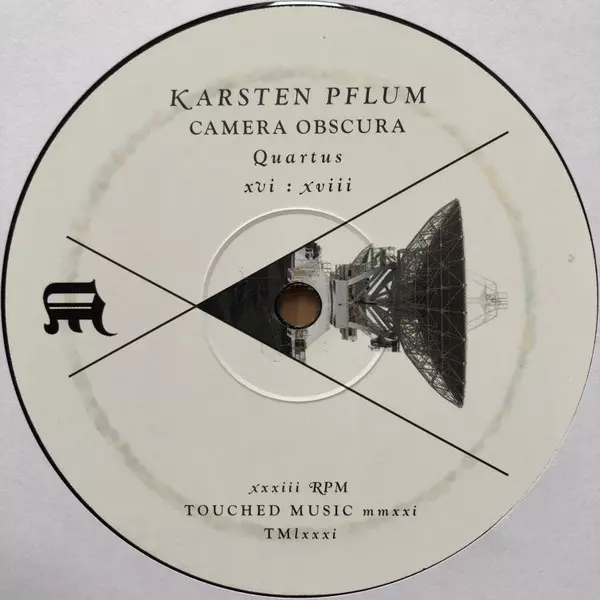 KARSTEN PFLUM
CAMERA OBSCURA
Quartus
xvi : xviii
xxxiii RPM
TOUCHED MUSIC mmxxi
TMlxxxi